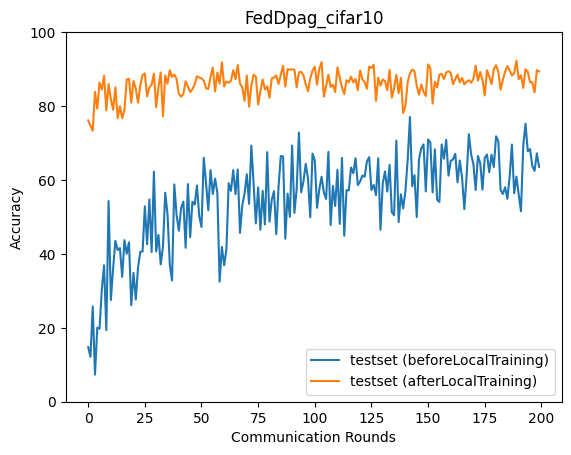 FedDpag_cifar10
100
80
60
40
20
0
Accuracy
testset (beforeLocalTraining)
testset (afterLocalTraining)
0 25 50 75 100 125 150 175 200
Communication Rounds